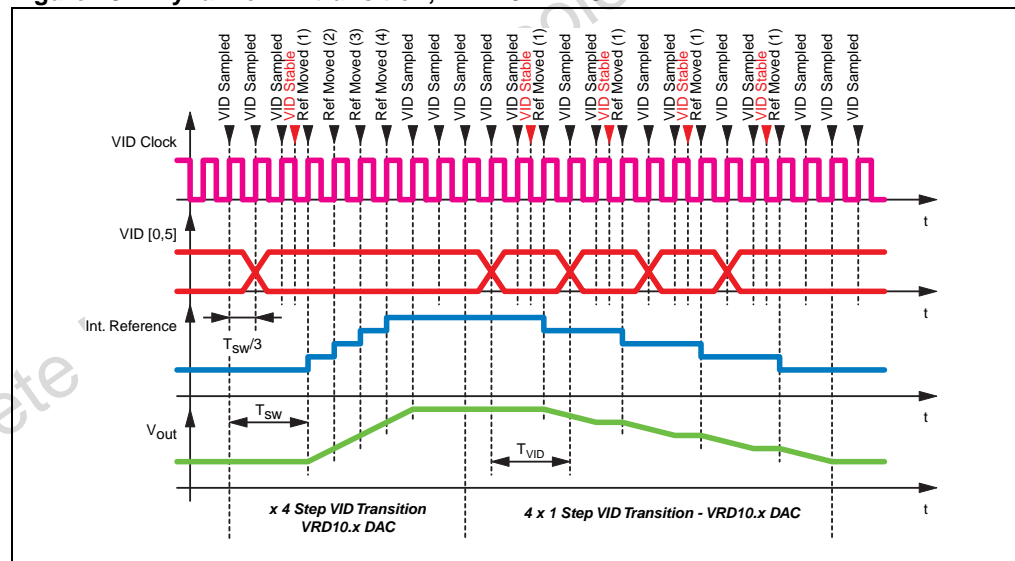 VID Sampled
VID Sampled
VID Sampled
VID Stable
Ref Moved (1)
Ref Moved (2)
Ref Moved (3)
Ref Moved (4)
VID Sampled
VID Sampled
VID Sampled
VID Sampled
VID Sampled
VID Stable
Ref Moved (1)
VID Sampled
VID Sampled
VID Stable
Ref Moved (1)
VID Sampled
VID Sampled
VID Stable
Ref Moved (1)
VID Sampled
VID Sampled
VID Stable
Ref Moved (1)
VID Sampled
VID Sampled
VID Sampled
VID Clock
t
VID [0,5]
t
Int. Reference
Tsw/3
t
Tsw
Vout
TVID
t
x 4 Step VID Transition
VRD10.x DAC
4 x 1 Step VID Transition - VRD10.x DAC
ete